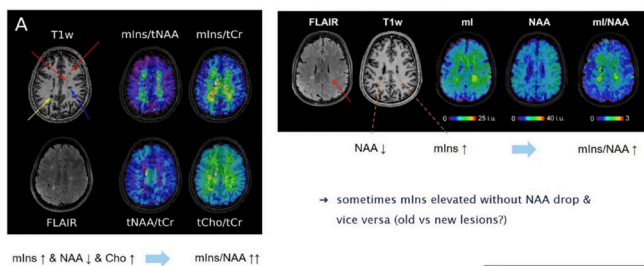 A
T1w
mIns/tNAA
mIns/tCr
FLAIR
tNAA/tCr
tCho/tCr
mIns ↑ & NAA ↓ & Cho ↑
mIns/NAA ↑↑
FLAIR
T1w
mI
NAA
mI/NAA
0
25 i.u.
0
40 i.u.
0
3
NAA ↓
mIns ↑
mIns/NAA ↑
→ sometimes mIns elevated without NAA drop &
vice versa (old vs new lesions?)